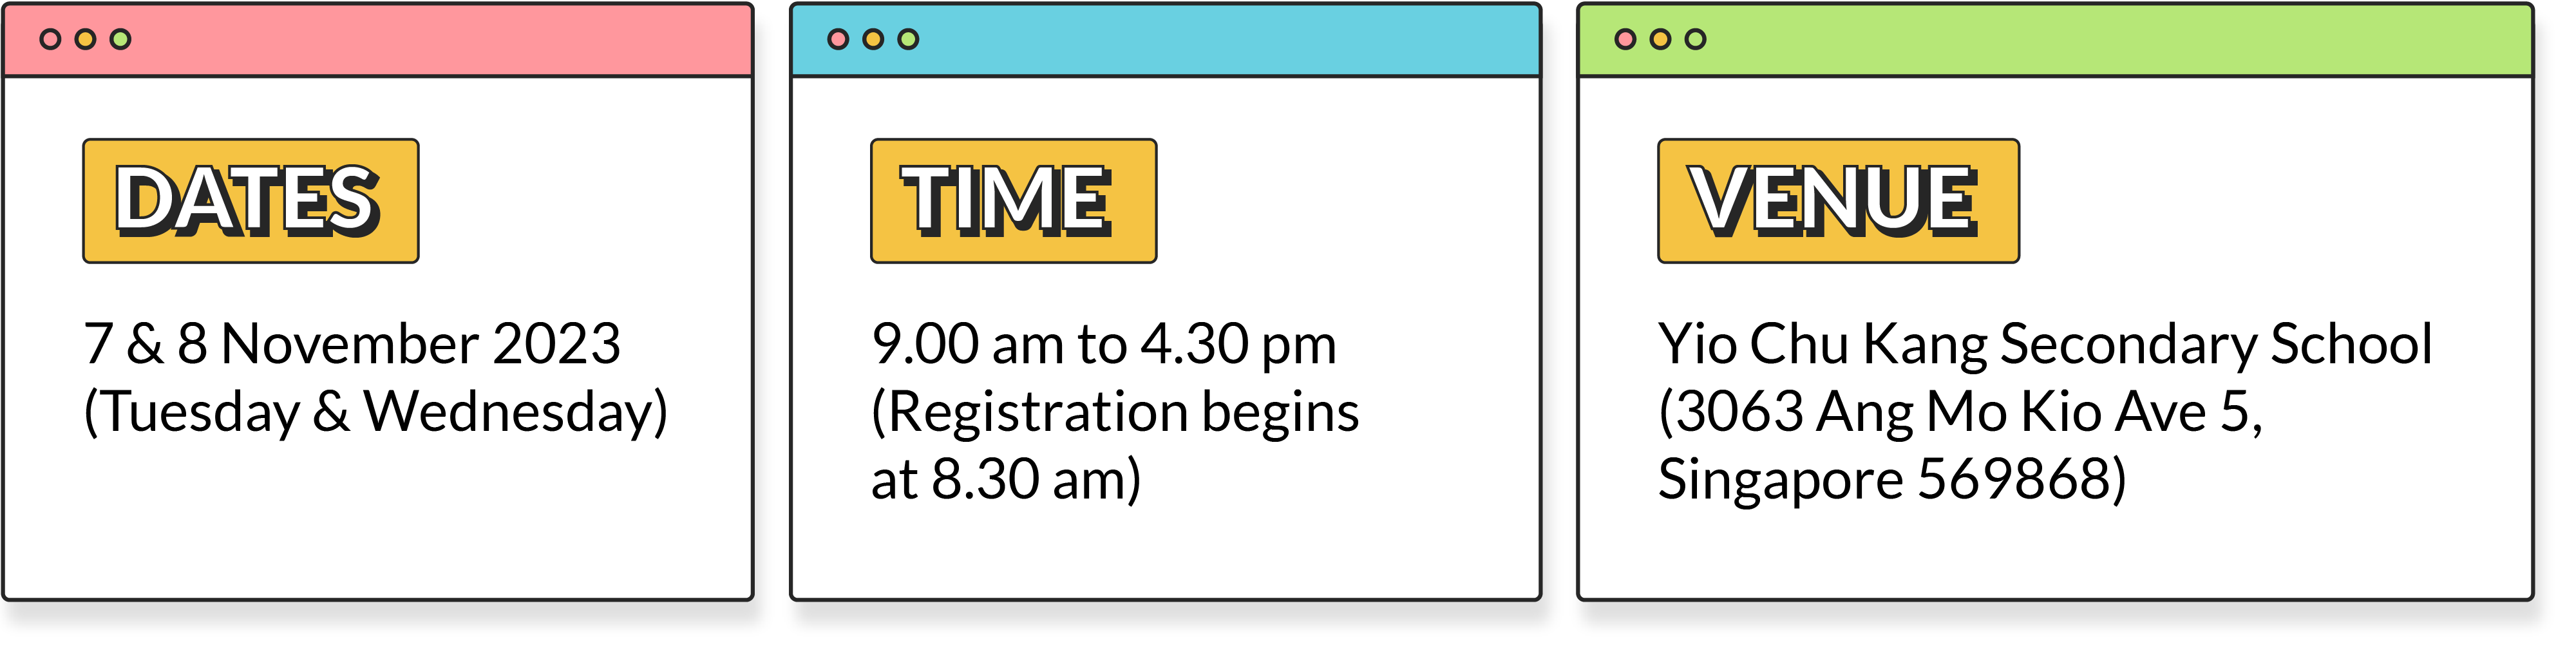 DATES
7 & 8 November 2023
(Tuesday & Wednesday)
TIME
9.00 am to 4.30 pm
(Registration begins
at 8.30 am)
VENUE
Yio Chu Kang Secondary School
(3063 Ang Mo Kio Ave 5,
Singapore 569868)